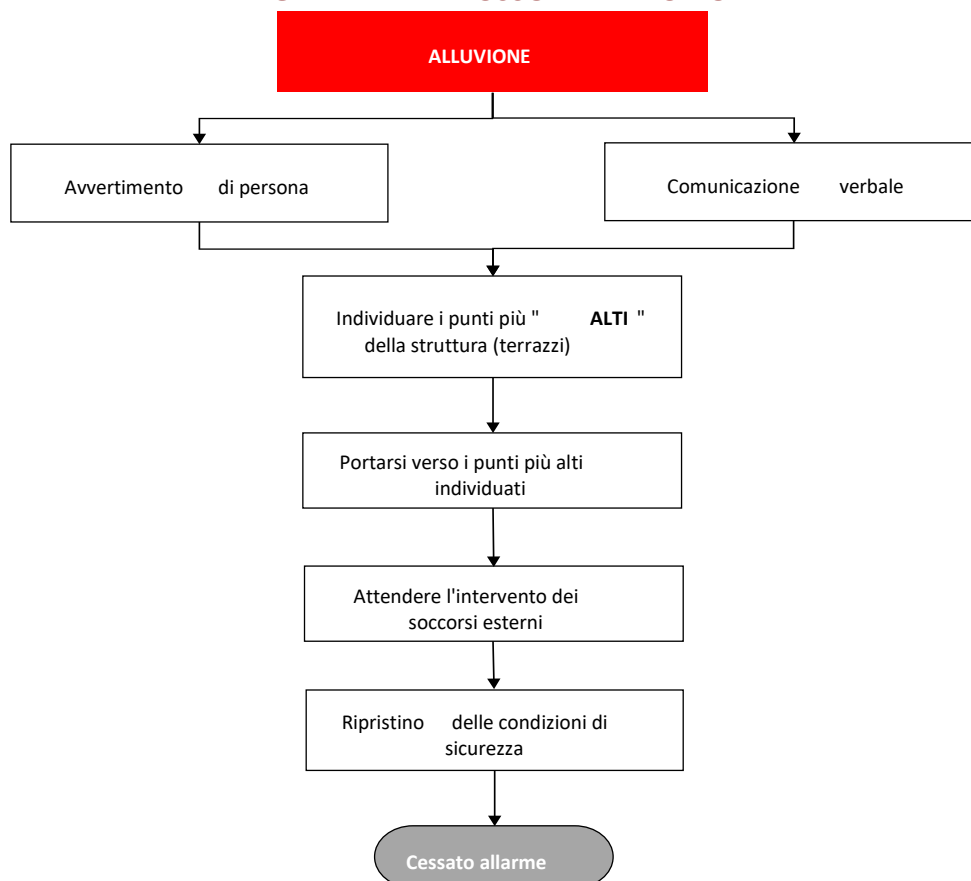 ALLUVIONE
Avvertimento di persona
Comunicazione verbale
Individuare i punti più " ALTI "
della struttura (terrazzi)
Portarsi verso i punti più alti
individuati
Attendere l'intervento dei
soccorsi esterni
Ripristino delle condizioni di
sicurezza
Cessato allarme